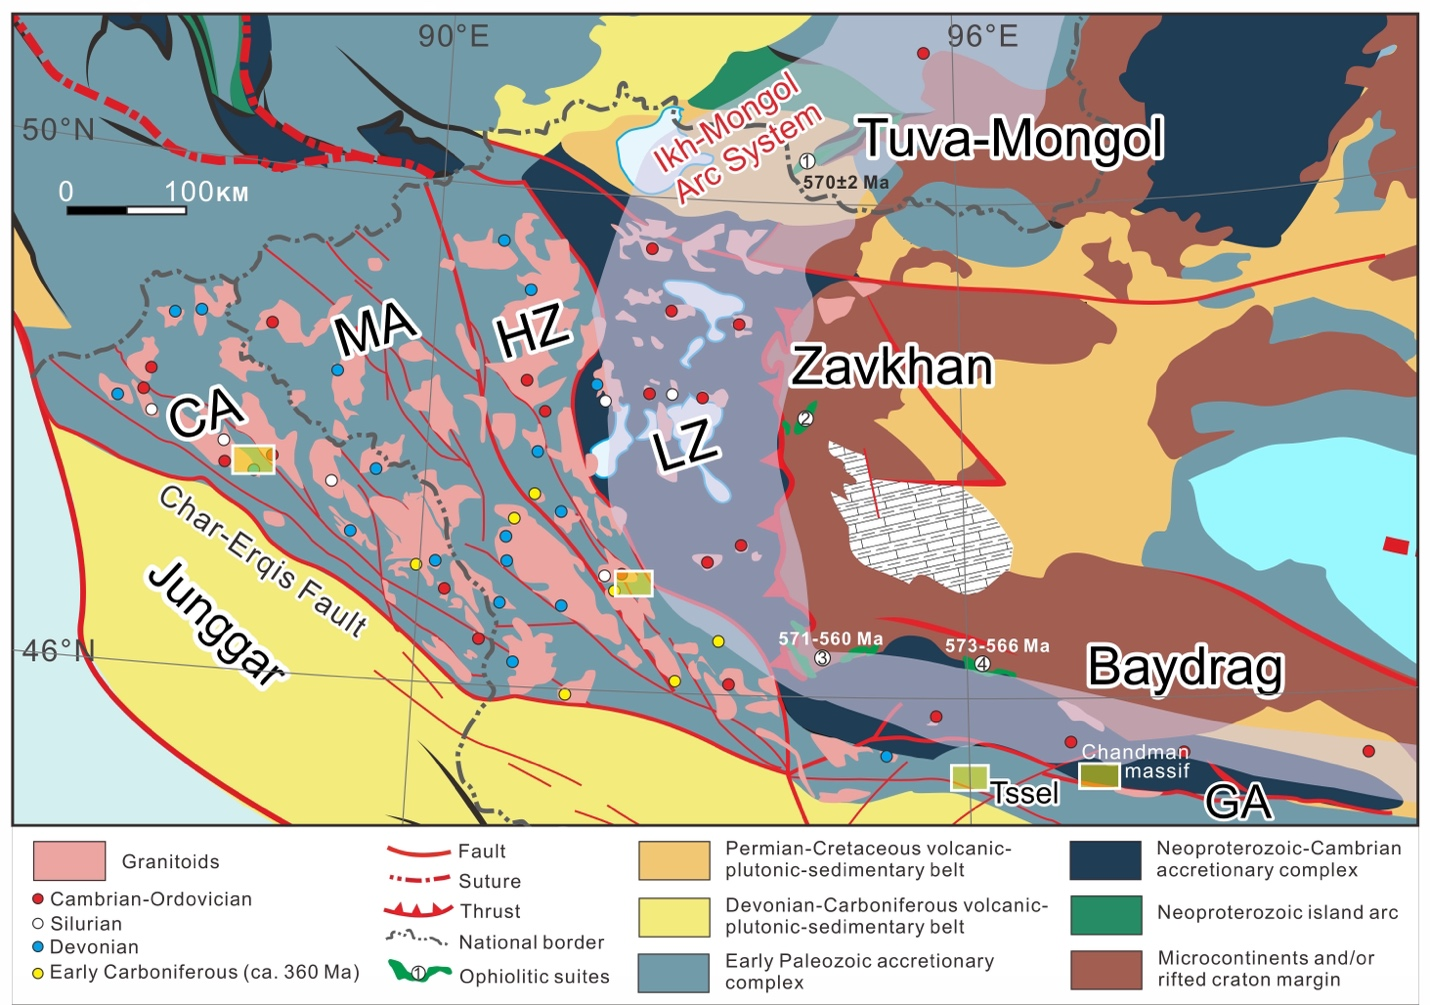 90°E
96°E
50°N
Ikh-Mongol
Arc System
Tuva-Mongol
1
570±2 Ma
0 100KM
MA
HZ
Zavkhan
CA
LZ
2
Char-Erqis Fault
Junggar
46°N
571-560 Ma
3
573-566 Ma
4
Baydrag
Chandman
massif
Tssel
GA
Granitoids
Cambrian-Ordovician
Silurian
Devonian
Early Carboniferous (ca. 360 Ma)
Fault
Suture
Thrust
National border
1 Ophiolitic suites
Permian-Cretaceous volcanic-
plutonic-sedimentary belt
Devonian-Carboniferous volcanic-
plutonic-sedimentary belt
Early Paleozoic accretionary
complex
Neoproterozoic-Cambrian
accretionary complex
Neoproterozoic island arc
Microcontinents and/or
rifted craton margin